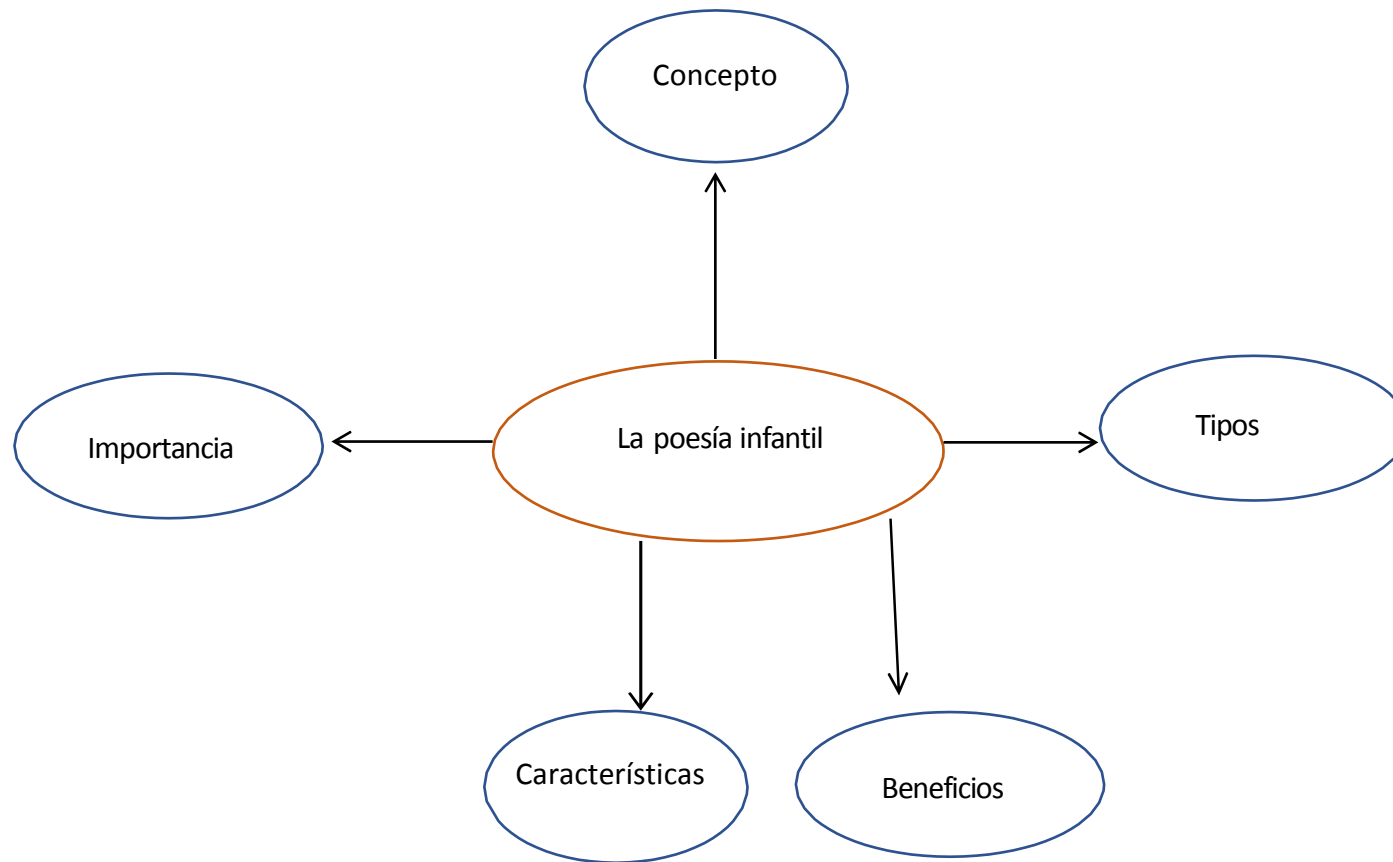 Concepto
La poesía infantil
Tipos
Importancia
Características
Beneficios